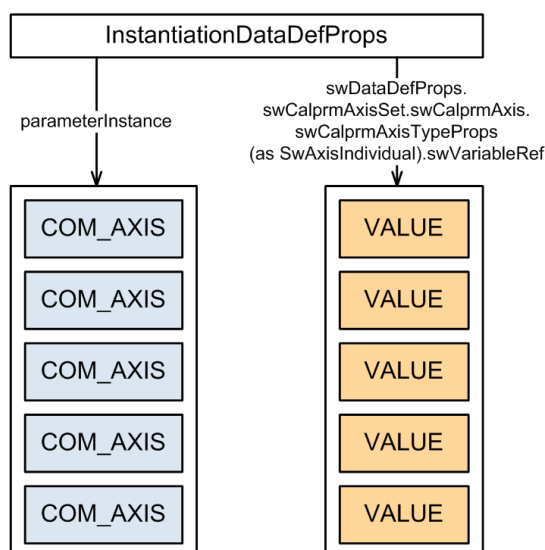 InstantiationDataDefProps
parameterInstance
swDataDefProps.
swCalprmAxisSet.swCalprmAxis.
swCalprmAxisTypeProps
(as SwAxisIndividual).swVariableRef
COM_AXIS
COM_AXIS
COM_AXIS
COM_AXIS
COM_AXIS
VALUE
VALUE
VALUE
VALUE
VALUE